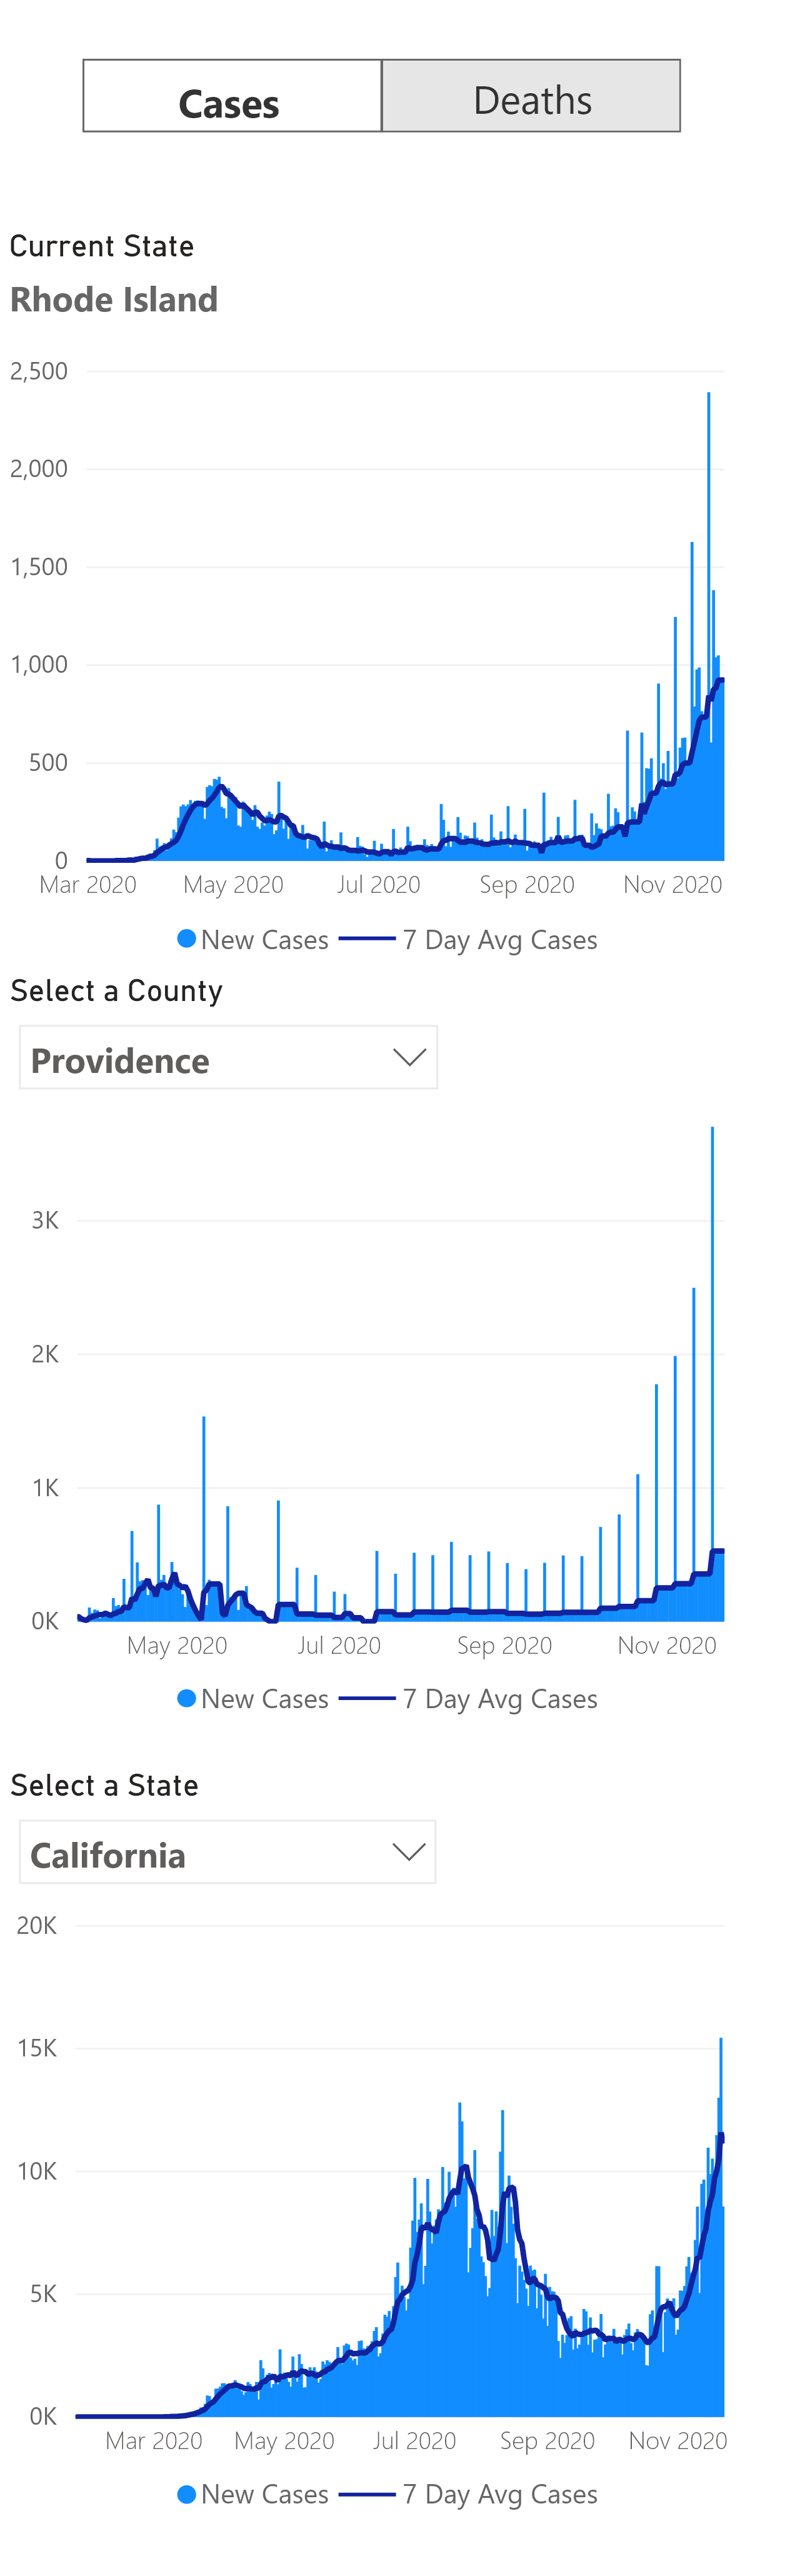 Cases Deaths
Current State
Rhode Island
2,500
2,000
1,500
1,000
500
0
Mar 2020 May 2020 Jul 2020 Sep 2020 Nov 2020
New Cases 7 Day Avg Cases
Select a County
Providence
3K
2K
1K
0K
May 2020 Jul 2020 Sep 2020 Nov 2020
New Cases 7 Day Avg Cases
Select a State
California
20K
15K
10K
5K
0K
Mar 2020 May 2020 Jul 2020 Sep 2020 Nov 2020
New Cases 7 Day Avg Cases